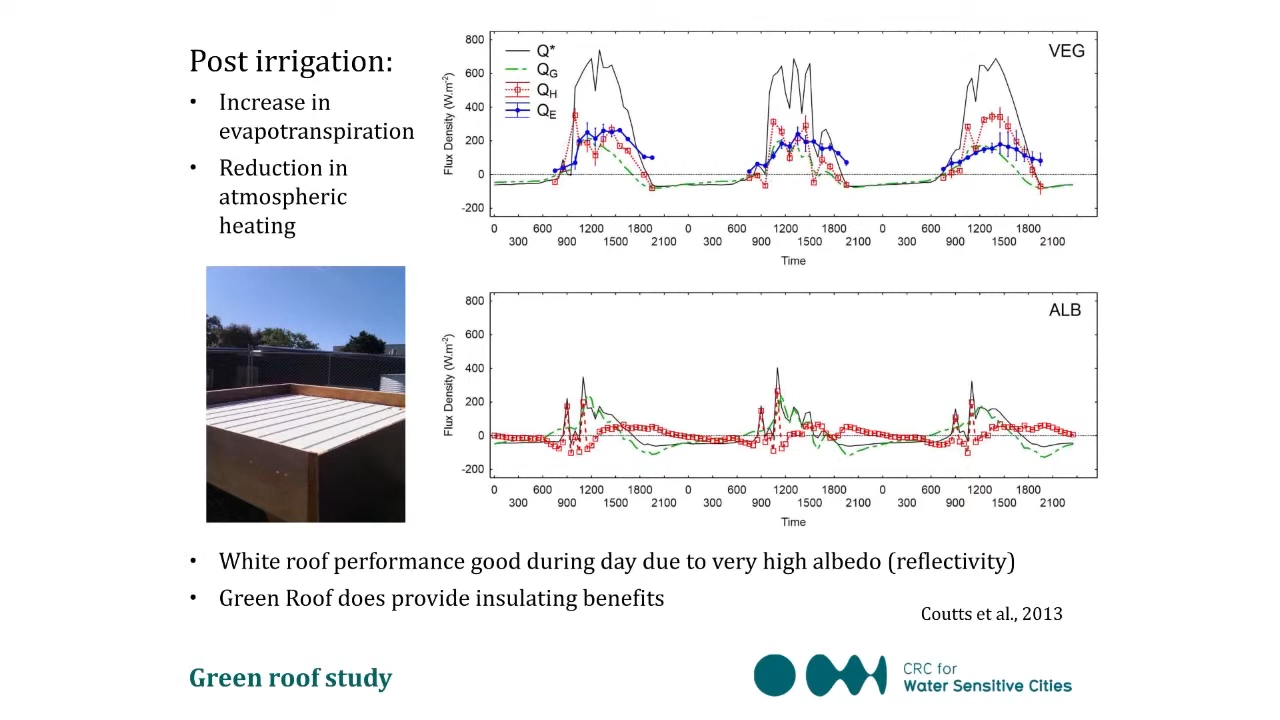 Post irrigation:
• Increase in
evapotranspiration
• Reduction in
atmospheric
heating
800
600
400
200
0
-200
Flux Density (W.m⁻²)
Q*
Q_G
Q_H
Q_E
VEG
0 600 1200 1800 0 600 1200 1800 0 600 1200 1800
300 900 1500 2100 300 900 1500 2100 300 900 1500 2100
Time
800
600
400
200
0
-200
Flux Density (W.m⁻²)
ALB
0 600 1200 1800 0 600 1200 1800 0 600 1200 1800
300 900 1500 2100 300 900 1500 2100 300 900 1500 2100
Time
• White roof performance good during day due to very high albedo (reflectivity)
• Green Roof does provide insulating benefits
Coutts et al., 2013
Green roof study
CRC for
Water Sensitive Cities